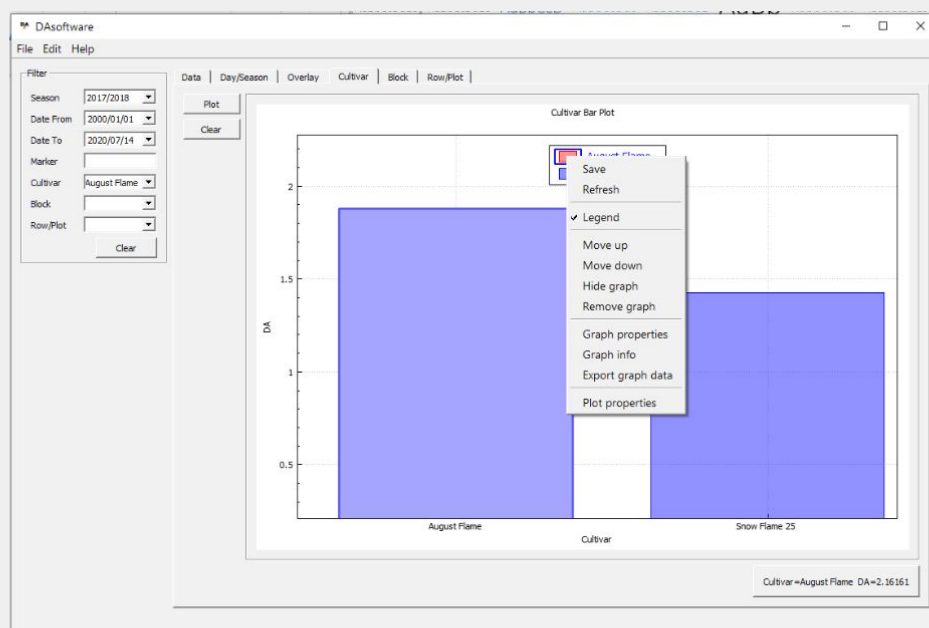 DAsoftware
File Edit Help
Filter
Season 2017/2018
Date From 2000/01/01
Date To 2020/07/14
Marker
Cultivar August Flame
Block
Row/Plot
Clear
Data Day/Season Overlay Cultivar Block Row/Plot
Plot
Clear
Cultivar Bar Plot
August Flame
Save
Refresh
Legend
Move up
Move down
Hide graph
Remove graph
Graph properties
Graph info
Export graph data
Plot properties
2
1.5
1
0.5
DA
August Flame Snow Flame 25
Cultivar
Cultivar=August Flame DA=2.16161